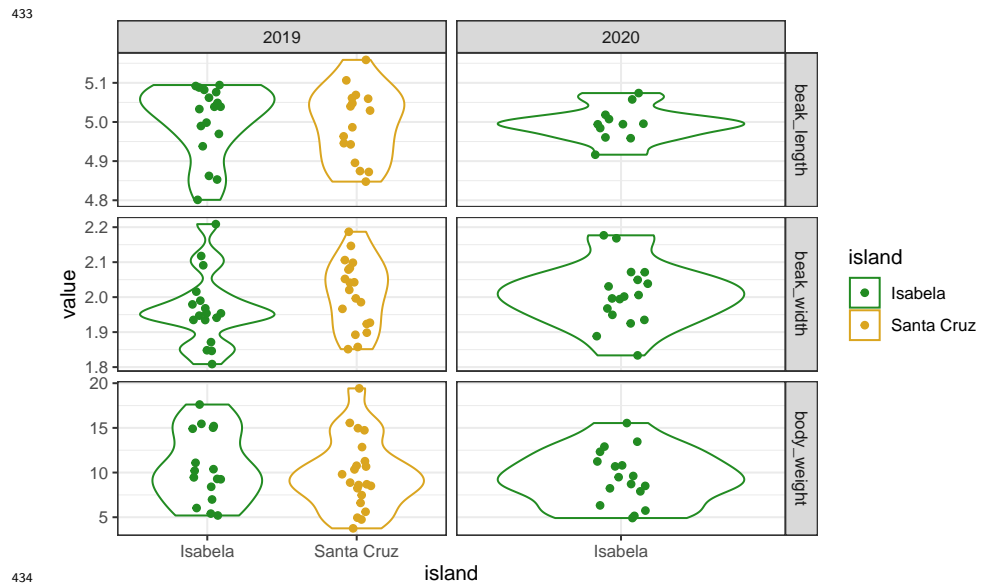 433
2019 2020
5.1
5.0
4.9
4.8
beak_length
2.2
2.1
2.0
1.9
1.8
beak_width
20
15
10
5
body_weight
value
Isabela Santa Cruz Isabela
island
island
Isabela
Santa Cruz
434